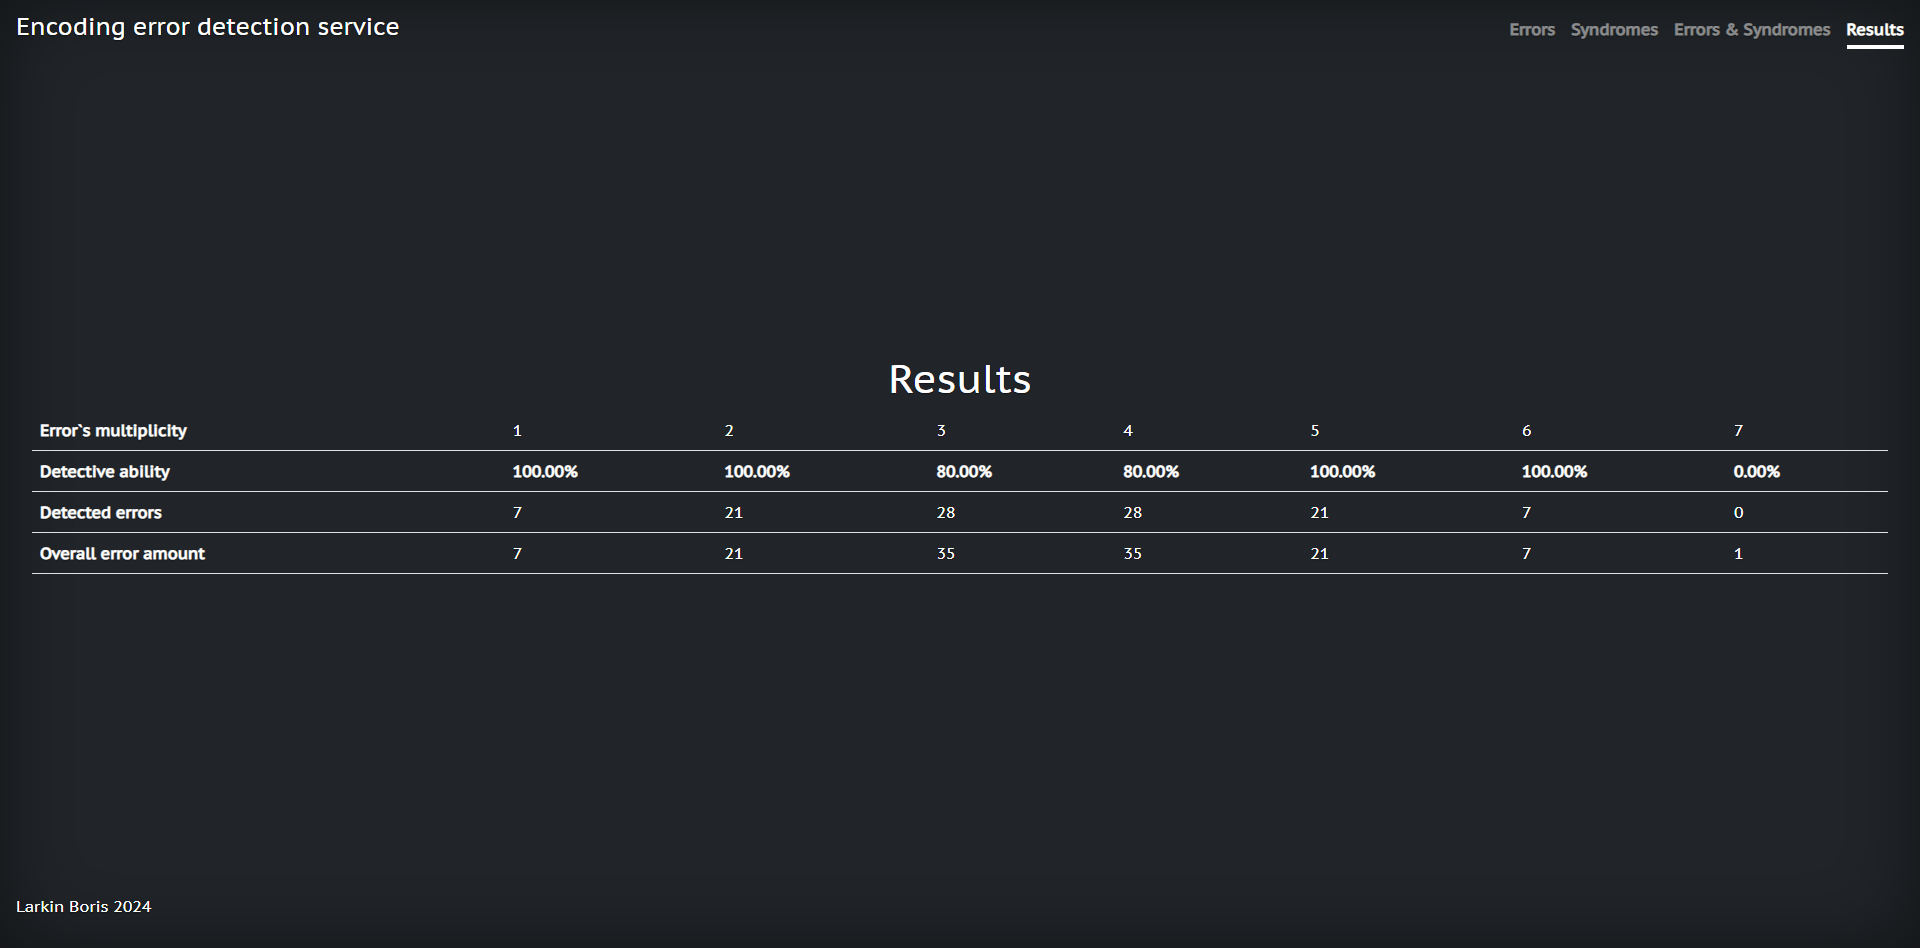 Encoding error detection service
Errors Syndromes Errors & Syndromes Results
Results
Error`s multiplicity 1 2 3 4 5 6 7
Detective ability 100.00% 100.00% 80.00% 80.00% 100.00% 100.00% 0.00%
Detected errors 7 21 28 28 21 7 0
Overall error amount 7 21 35 35 21 7 1
Larkin Boris 2024